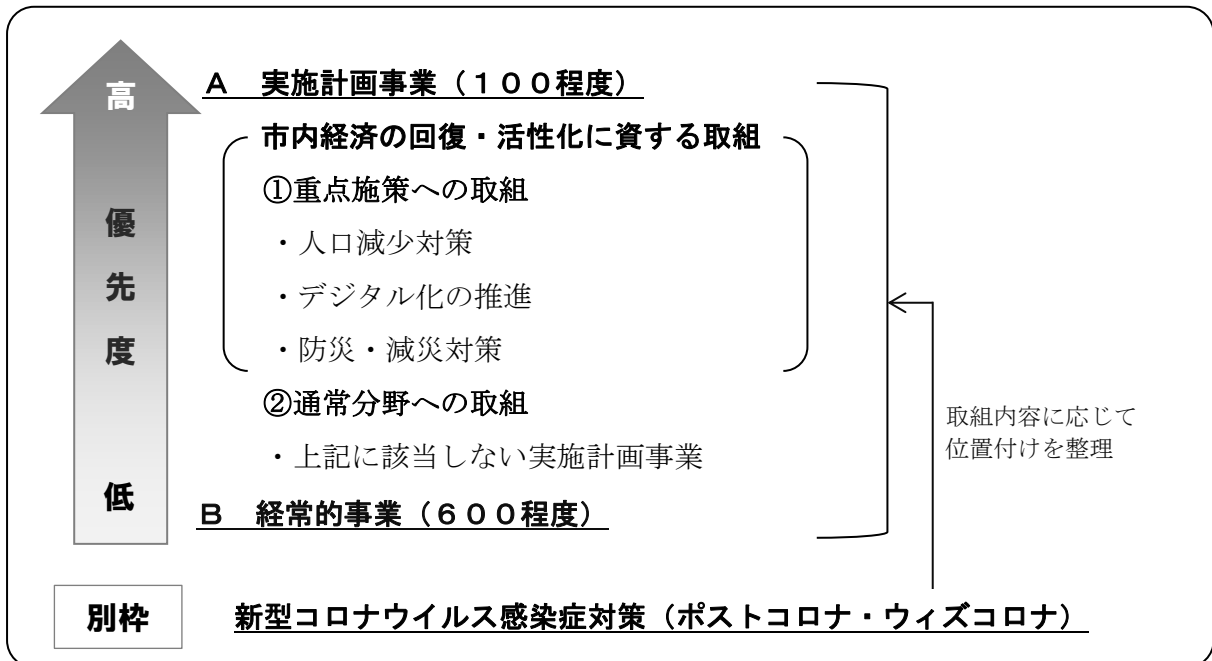 高
優
先
度
低
A 実施計画事業(100程度)
市内経済の回復・活性化に資する取組
①重点施策への取組
・人口減少対策
・デジタル化の推進
・防災・減災対策
②通常分野への取組
・上記に該当しない実施計画事業
B 経常的事業(600程度)
取組内容に応じて
位置付けを整理
別枠
新型コロナウイルス感染症対策(ポストコロナ・ウィズコロナ)